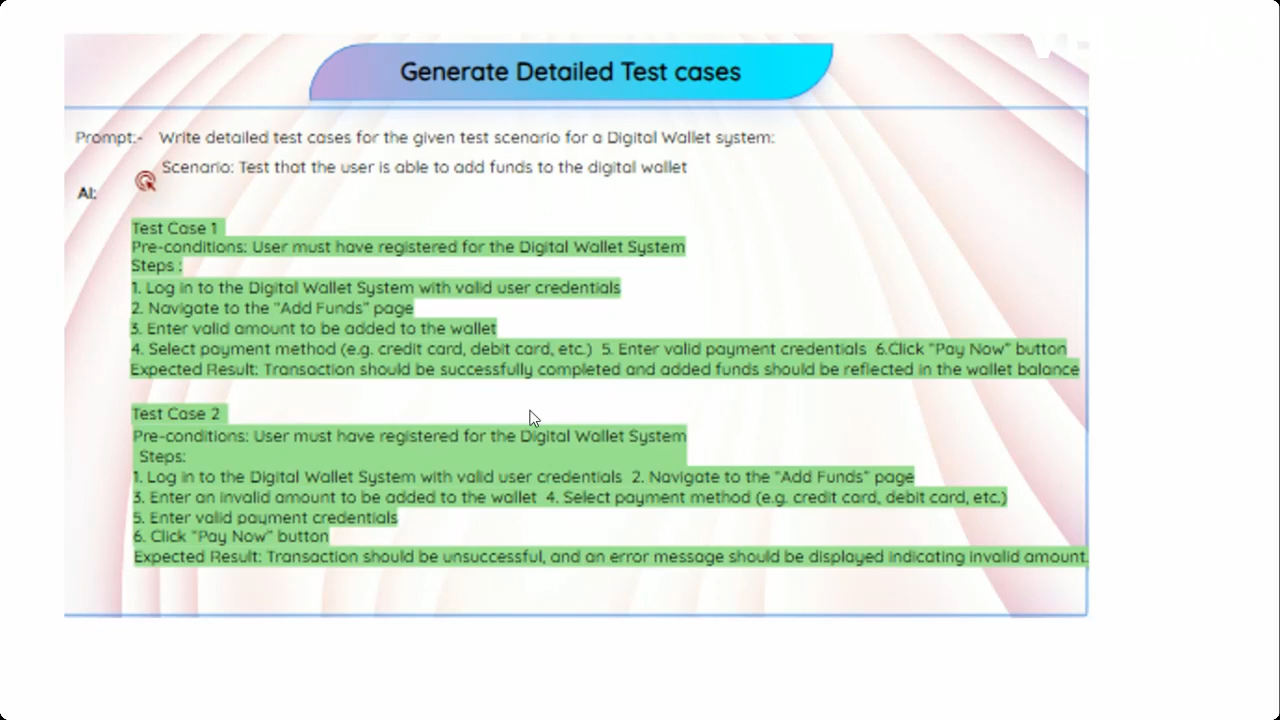 Generate Detailed Test cases
Prompt:- Write detailed test cases for the given test scenario for a Digital Wallet system:
Scenario: Test that the user is able to add funds to the digital wallet
AI:
Test Case 1
Pre-conditions: User must have registered for the Digital Wallet System
Steps :
1. Log in to the Digital Wallet System with valid user credentials
2. Navigate to the "Add Funds" page
3. Enter valid amount to be added to the wallet
4. Select payment method (e.g. credit card, debit card, etc.) 5. Enter valid payment credentials 6.Click "Pay Now" button
Expected Result: Transaction should be successfully completed and added funds should be reflected in the wallet balance
Test Case 2
Pre-conditions: User must have registered for the Digital Wallet System
Steps:
1. Log in to the Digital Wallet System with valid user credentials 2. Navigate to the "Add Funds" page
3. Enter an invalid amount to be added to the wallet 4. Select payment method (e.g. credit card, debit card, etc.)
5. Enter valid payment credentials
6. Click "Pay Now" button
Expected Result: Transaction should be unsuccessful, and an error message should be displayed indicating invalid amount.